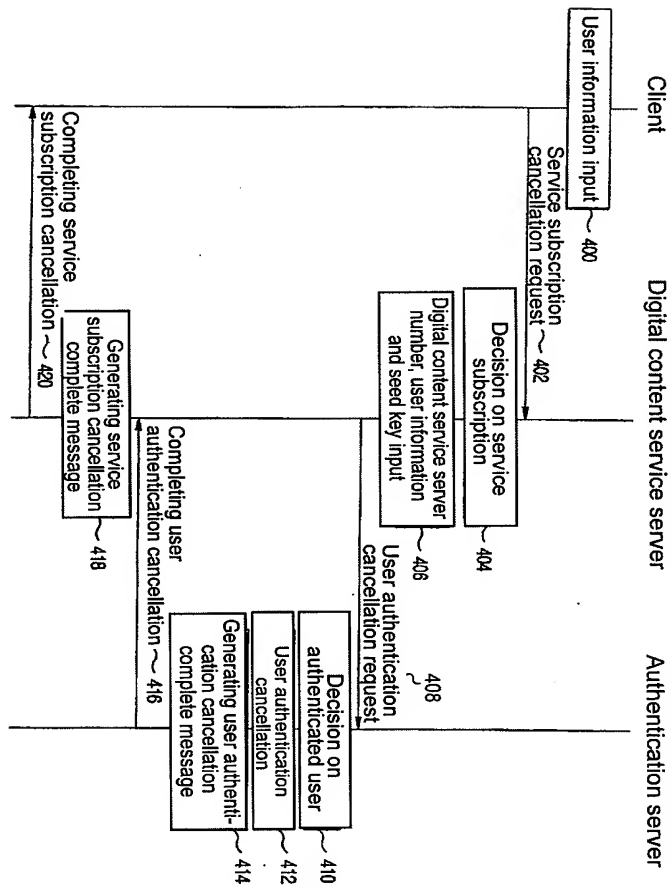 Client
Digital content service server
Authentication server
User information input
400
Service subscription
cancellation request
402
Decision on service
subscription
404
Digital content service server
number, user information
and seed key input
406
User authentication
cancellation request
408
Decision on
authenticated user
410
User authentication
cancellation
412
Generating user authenti-
cation cancellation
complete message
414
Completing user
authentication cancellation
416
Generating service
subscription cancellation
complete message
418
Completing service
subscription cancellation
420